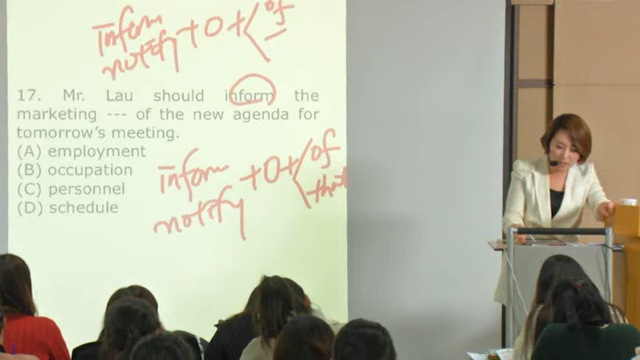 inform
notify + O + < of
17. Mr. Lau should inform the
marketing --- of the new agenda for
tomorrow's meeting.
(A) employment
(B) occupation
(C) personnel
(D) schedule
inform
notify + O + < of
that